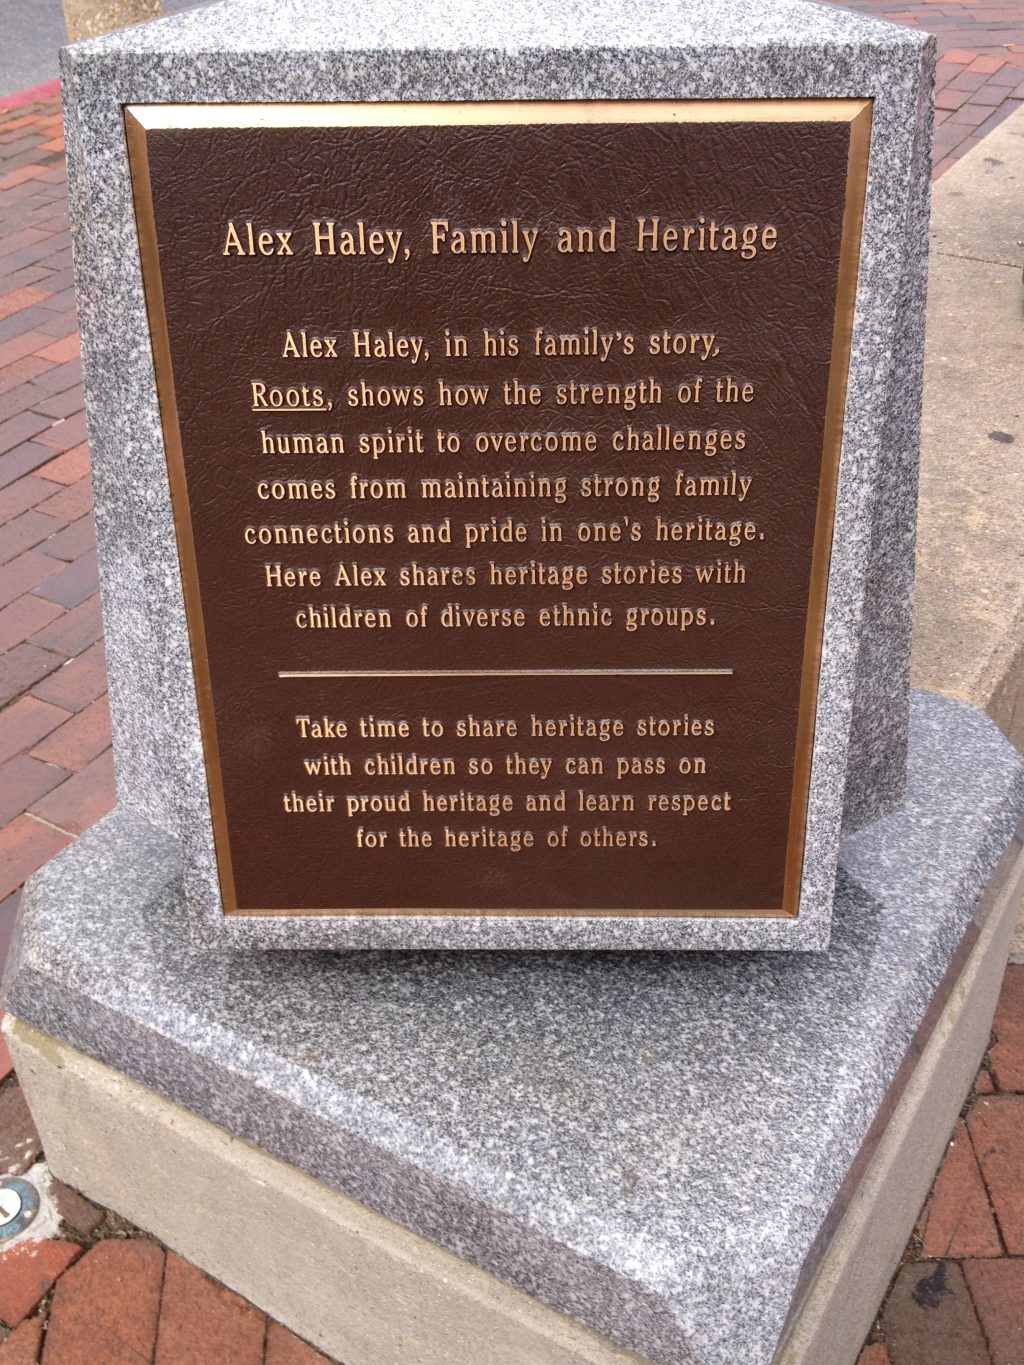 Alex Haley, Family and Heritage
Alex Haley, in his family's story,
Roots, shows how the strength of the
human spirit to overcome challenges
comes from maintaining strong family
connections and pride in one's heritage.
Here Alex shares heritage stories with
children of diverse ethnic groups.
Take time to share heritage stories
with children so they can pass on
their proud heritage and learn respect
for the heritage of others.